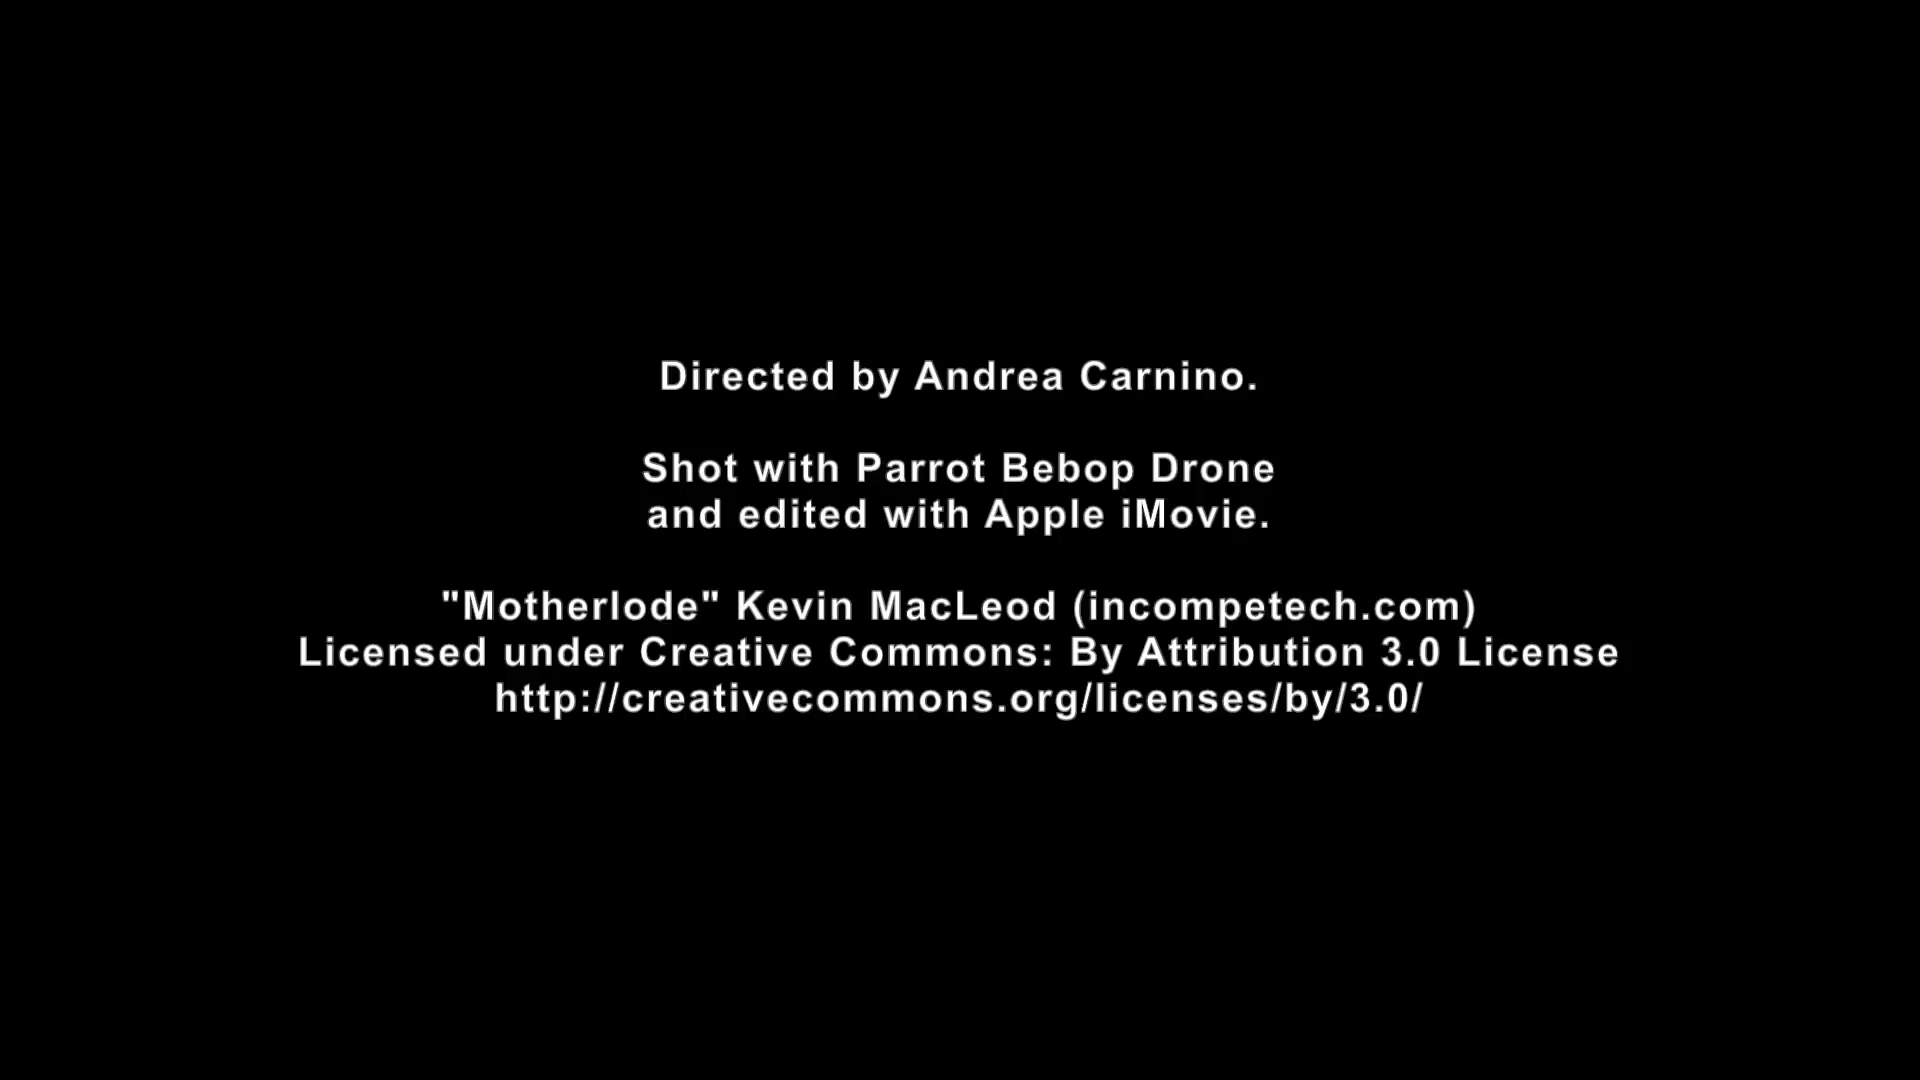 Directed by Andrea Carnino.
Shot with Parrot Bebop Drone
and edited with Apple iMovie.
"Motherlode" Kevin MacLeod (incompetech.com)
Licensed under Creative Commons: By Attribution 3.0 License
http://creativecommons.org/licenses/by/3.0/